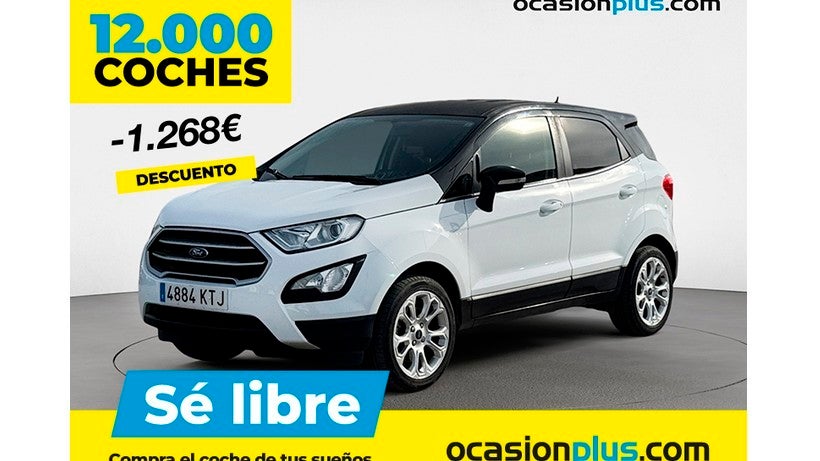 ocasionplus.com
12.000
COCHES
-1.268€
DESCUENTO
Ford
4884 KTJ
Sé libre
Compra el coche de tus sueños
ocasionplus.com